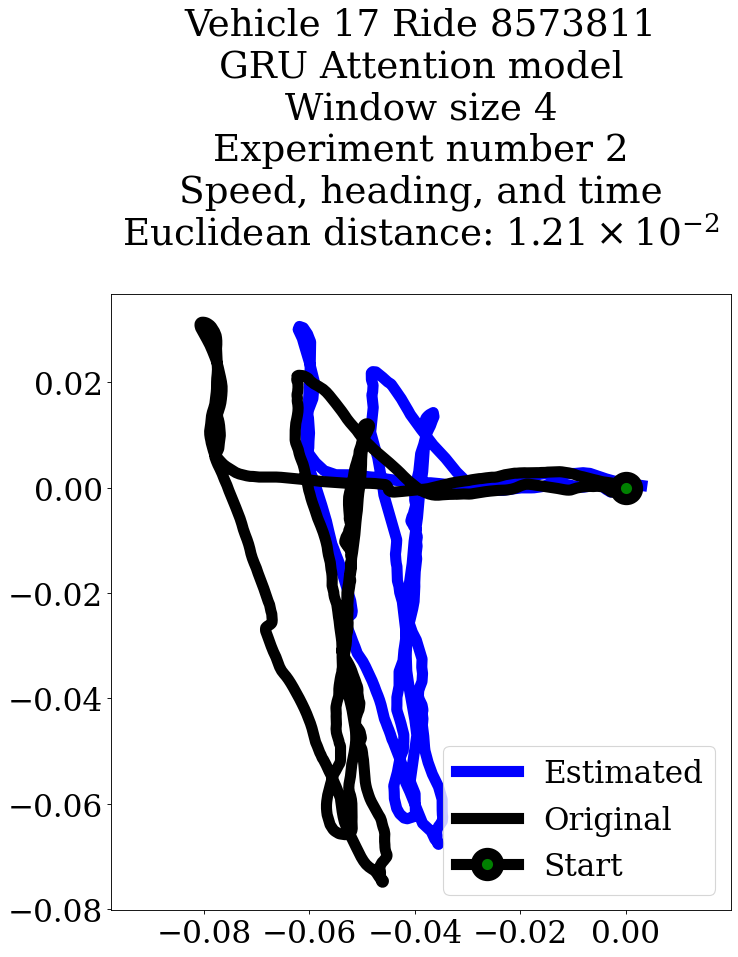 Vehicle 17 Ride 8573811
GRU Attention model
Window size 4
Experiment number 2
Speed, heading, and time
Euclidean distance: 1.21 × 10⁻²
0.02
0.00
−0.02
−0.04
−0.06
−0.08
Estimated
Original
Start
−0.08 −0.06 −0.04 −0.02 0.00